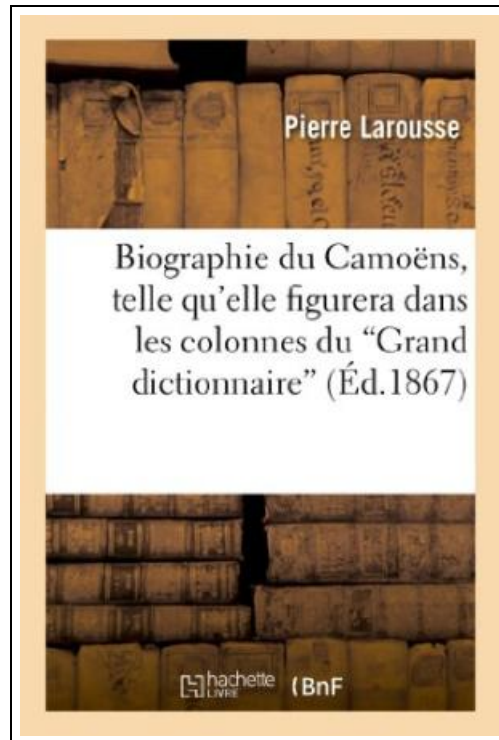 Pierre Larousse
Biographie du Camoëns,
telle qu’elle figurera dans
les colonnes du “Grand
dictionnaire” (Éd.1867)
hachette
LIVRE
(BnF